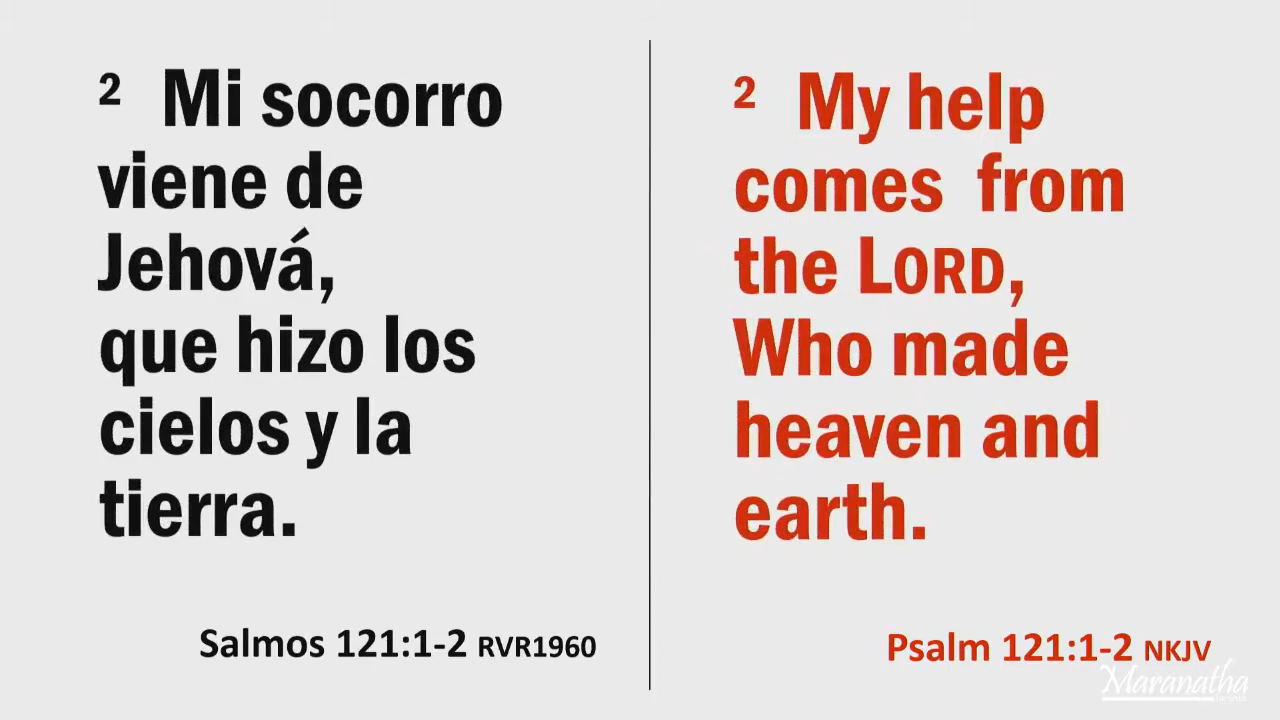 2 Mi socorro
viene de
Jehová,
que hizo los
cielos y la
tierra.
Salmos 121:1-2 RVR1960
2 My help
comes from
the LORD,
Who made
heaven and
earth.
Psalm 121:1-2 NKJV
Maranatha